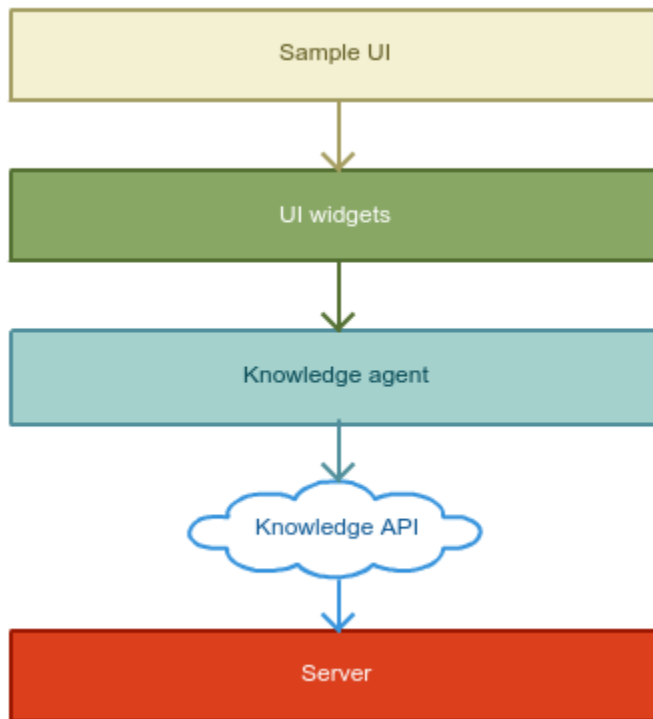 Sample UI
UI widgets
Knowledge agent
Knowledge API
Server